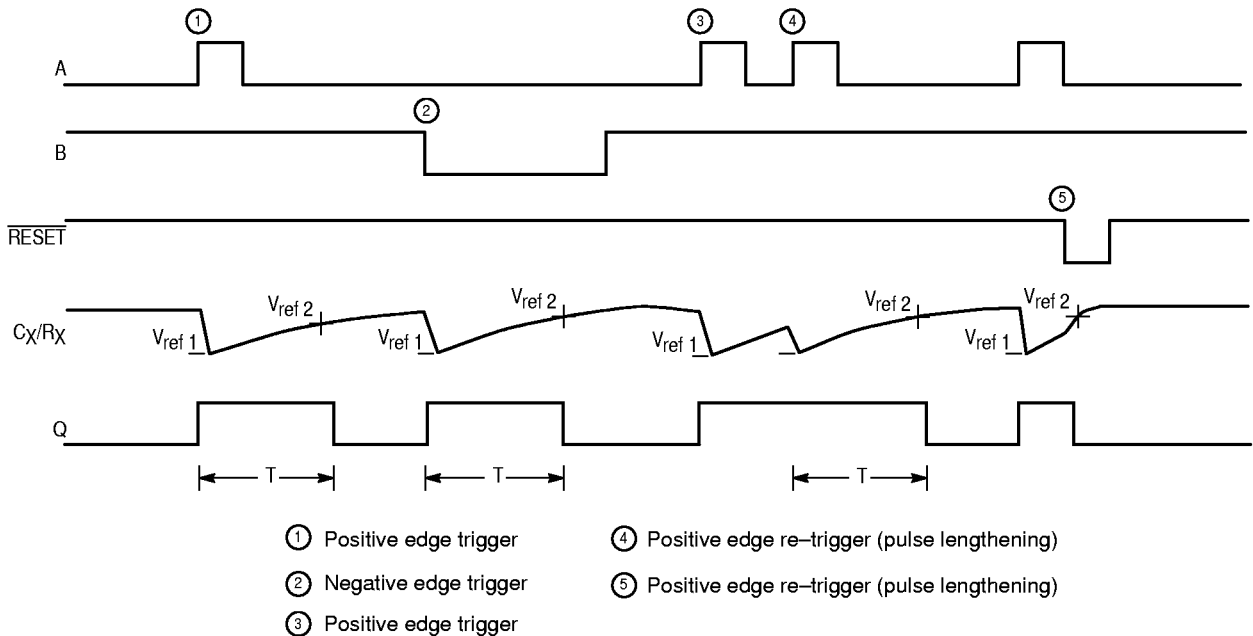 1
3
4
A
2
B
5
RESET
Vref 2
Vref 2
Vref 2
Vref 2
CX/RX
Vref 1
Vref 1
Vref 1
Vref 1
Q
T
T
T
1 Positive edge trigger
4 Positive edge re–trigger (pulse lengthening)
2 Negative edge trigger
5 Positive edge re–trigger (pulse lengthening)
3 Positive edge trigger